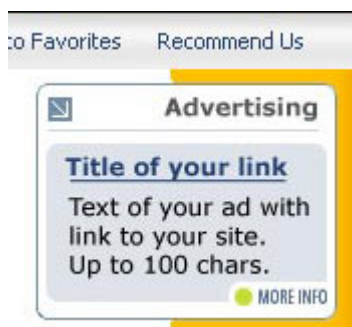 to Favorites Recommend Us
Advertising
Title of your link
Text of your ad with
link to your site.
Up to 100 chars.
MORE INFO